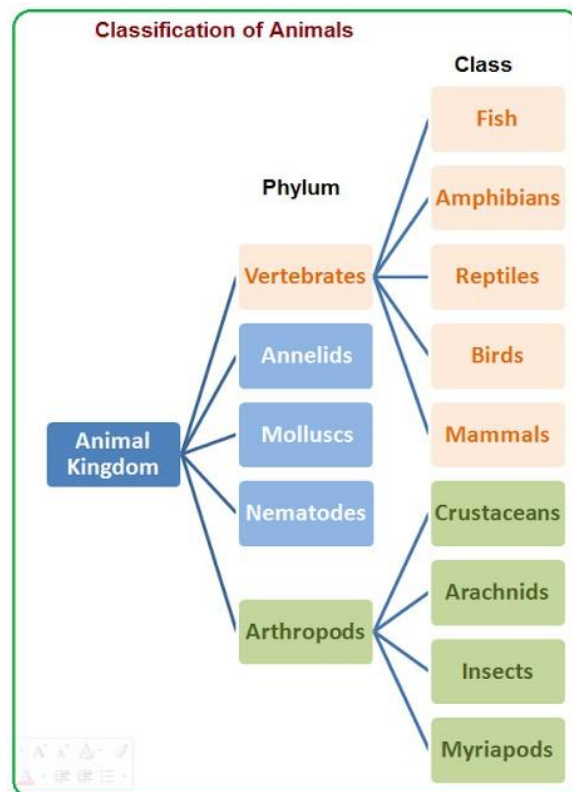 Classification of Animals
Class
Fish
Phylum
Amphibians
Vertebrates
Reptiles
Annelids
Birds
Animal
Kingdom
Molluscs
Mammals
Nematodes
Crustaceans
Arthropods
Arachnids
Insects
Myriapods